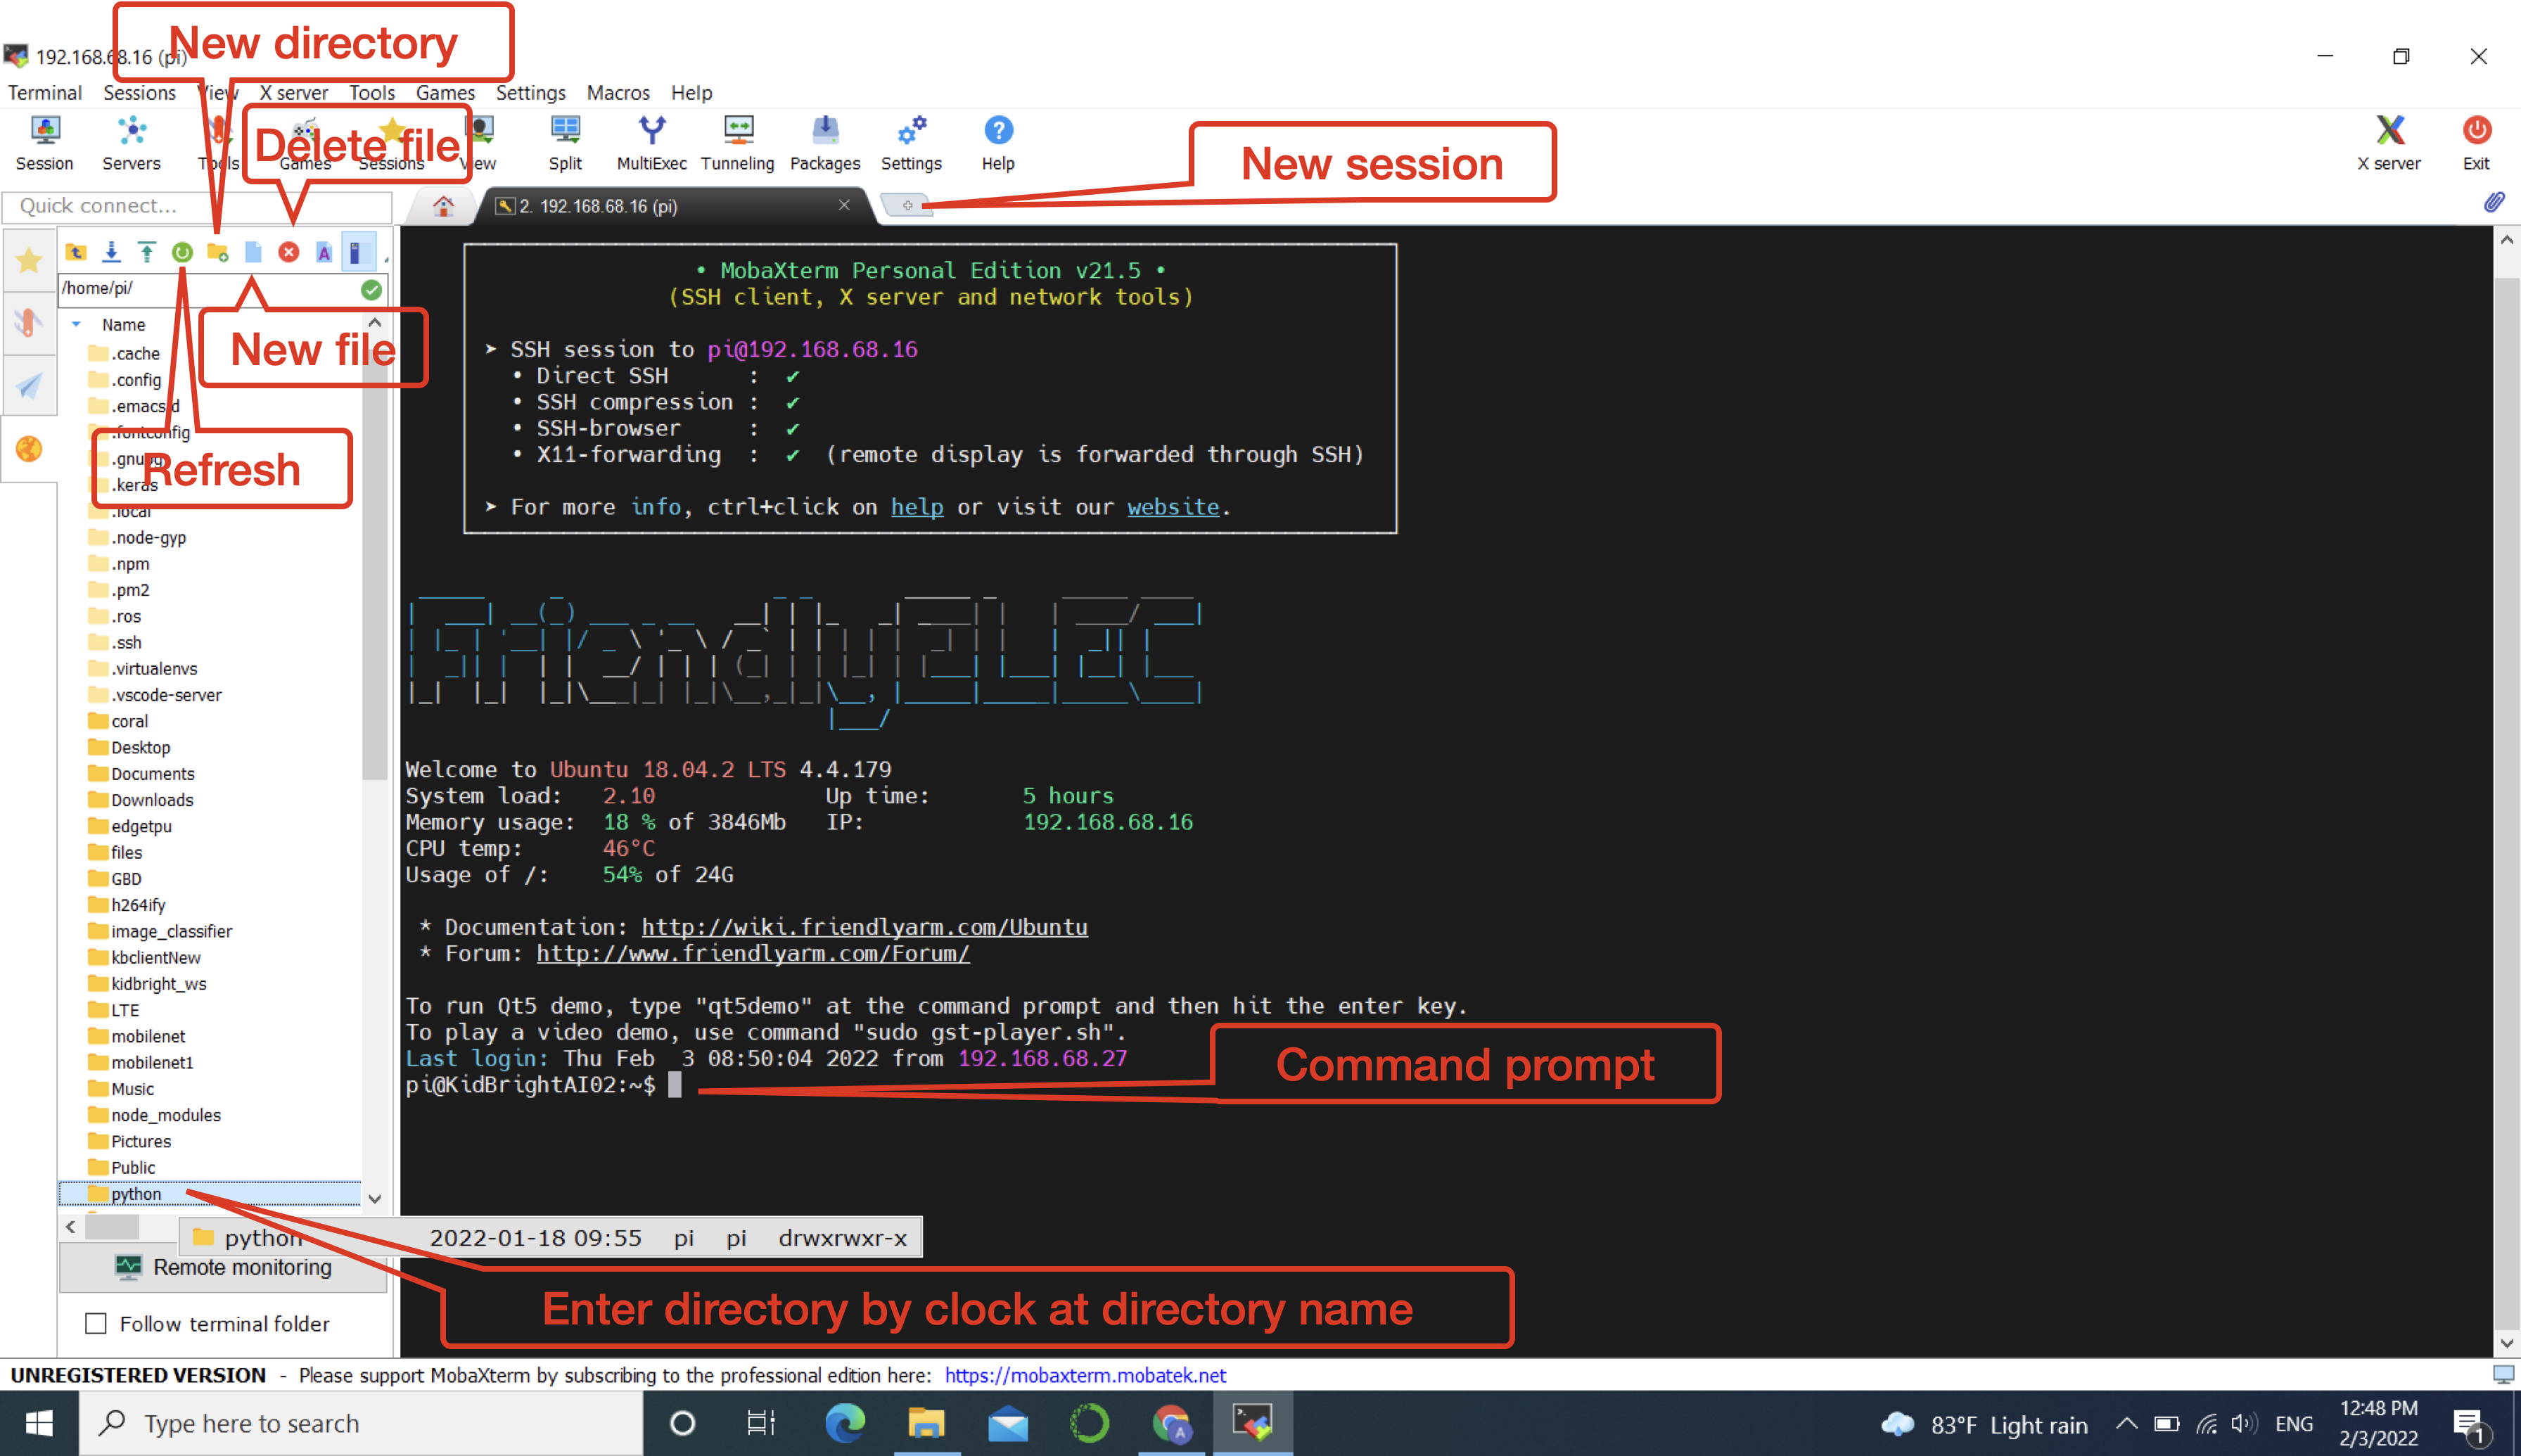 New directory
192.168.68.16 (pi)
Terminal Sessions View X server Tools Games Settings Macros Help
Delete file
Session Servers Tools Games Sessions View Split MultiExec Tunneling Packages Settings Help
New session
X server Exit
Quick connect...
2. 192.168.68.16 (pi)
/home/pi/
Name
New file
.cache
.config
.emacs.d
.fontconfig
.gnupg
Refresh
.keras
.local
.node-gyp
.npm
.pm2
.ros
.ssh
.virtualenvs
.vscode-server
coral
Desktop
Documents
Downloads
edgetpu
files
GBD
h264ify
image_classifier
kbclientNew
kidbright_ws
LTE
mobilenet
mobilenet1
Music
node_modules
Pictures
Public
python
python 2022-01-18 09:55 pi pi drwxrwxr-x
Remote monitoring
Follow terminal folder
• MobaXterm Personal Edition v21.5 •
(SSH client, X server and network tools)
➤ SSH session to pi@192.168.68.16
• Direct SSH : ✔
• SSH compression : ✔
• SSH-browser : ✔
• X11-forwarding : ✔ (remote display is forwarded through SSH)
➤ For more info, ctrl+click on help or visit our website.
FriendlyELEC
Welcome to Ubuntu 18.04.2 LTS 4.4.179
System load: 2.10 Up time: 5 hours
Memory usage: 18 % of 3846Mb IP: 192.168.68.16
CPU temp: 46°C
Usage of /: 54% of 24G
* Documentation: http://wiki.friendlyarm.com/Ubuntu
* Forum: http://www.friendlyarm.com/Forum/
To run Qt5 demo, type "qt5demo" at the command prompt and then hit the enter key.
To play a video demo, use command "sudo gst-player.sh".
Last login: Thu Feb 3 08:50:04 2022 from 192.168.68.27
pi@KidBrightAI02:~$
Command prompt
Enter directory by clock at directory name
UNREGISTERED VERSION - Please support MobaXterm by subscribing to the professional edition here: https://mobaxterm.mobatek.net
Type here to search
83°F Light rain
ENG
12:48 PM
2/3/2022
1